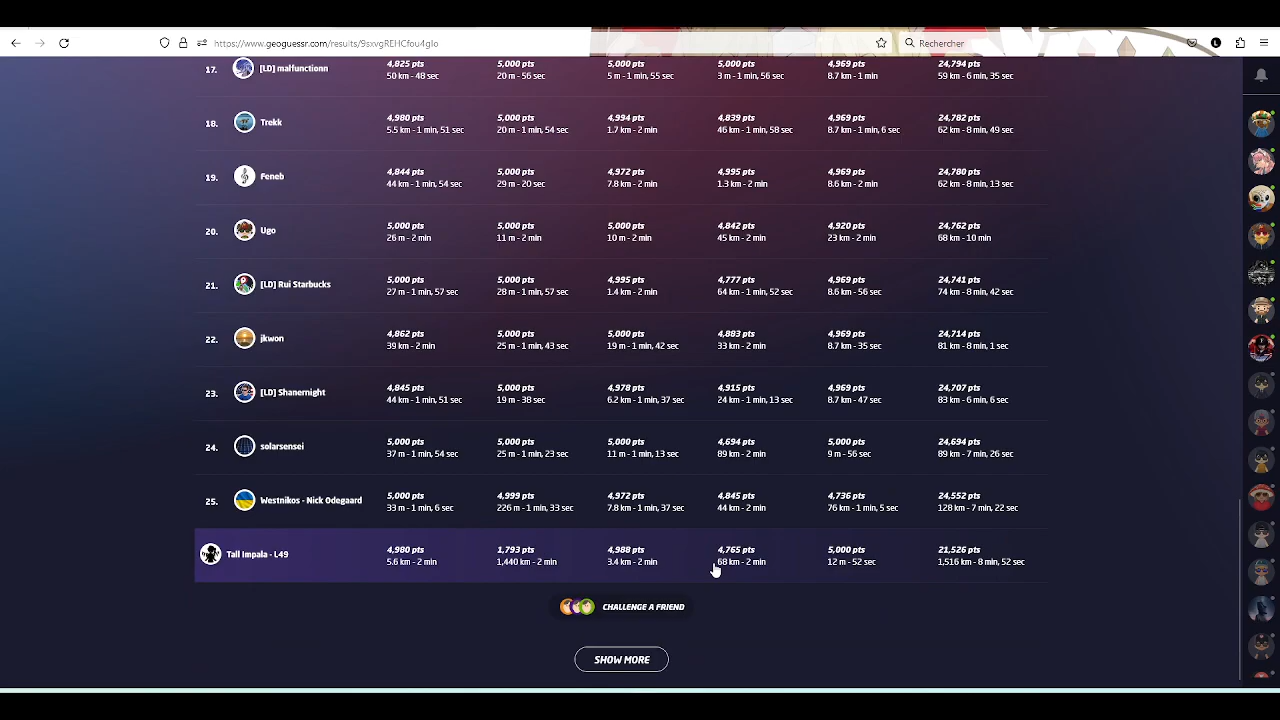 https://www.geoguessr.com/results/9sxvgREHCfou4gIo
Rechercher
17. [LD] malfunctionn 4,825 pts 5,000 pts 5,000 pts 5,000 pts 4,969 pts 24,794 pts
50 km - 48 sec 20 m - 56 sec 5 m - 1 min, 55 sec 3 m - 1 min, 56 sec 8.7 km - 1 min 59 km - 6 min, 35 sec
18. Trekk 4,980 pts 5,000 pts 4,994 pts 4,839 pts 4,969 pts 24,782 pts
5.5 km - 1 min, 51 sec 20 m - 1 min, 54 sec 1.7 km - 2 min 46 km - 1 min, 58 sec 8.7 km - 1 min, 6 sec 62 km - 8 min, 49 sec
19. Feneb 4,844 pts 5,000 pts 4,972 pts 4,995 pts 4,969 pts 24,780 pts
44 km - 1 min, 54 sec 29 m - 20 sec 7.8 km - 2 min 1.3 km - 2 min 8.6 km - 2 min 62 km - 8 min, 13 sec
20. Ugo 5,000 pts 5,000 pts 5,000 pts 4,842 pts 4,920 pts 24,762 pts
26 m - 2 min 11 m - 2 min 10 m - 2 min 45 km - 2 min 23 km - 2 min 68 km - 10 min
21. [LD] Rui Starbucks 5,000 pts 5,000 pts 4,995 pts 4,777 pts 4,969 pts 24,741 pts
27 m - 1 min, 57 sec 28 m - 1 min, 57 sec 1.4 km - 2 min 64 km - 1 min, 52 sec 8.6 km - 56 sec 74 km - 8 min, 42 sec
22. jkwon 4,862 pts 5,000 pts 5,000 pts 4,883 pts 4,969 pts 24,714 pts
39 km - 2 min 25 m - 1 min, 43 sec 19 m - 1 min, 42 sec 33 km - 2 min 8.7 km - 35 sec 81 km - 8 min, 1 sec
23. [LD] Shanernight 4,845 pts 5,000 pts 4,978 pts 4,915 pts 4,969 pts 24,707 pts
44 km - 1 min, 51 sec 19 m - 38 sec 6.2 km - 1 min, 37 sec 24 km - 1 min, 13 sec 8.7 km - 47 sec 83 km - 6 min, 6 sec
24. solarsensei 5,000 pts 5,000 pts 5,000 pts 4,694 pts 5,000 pts 24,694 pts
37 m - 1 min, 54 sec 25 m - 1 min, 23 sec 11 m - 1 min, 13 sec 89 km - 2 min 9 m - 56 sec 89 km - 7 min, 26 sec
25. Westnikos - Nick Odegaard 5,000 pts 4,999 pts 4,972 pts 4,845 pts 4,736 pts 24,552 pts
33 m - 1 min, 6 sec 226 m - 1 min, 33 sec 7.8 km - 1 min, 37 sec 44 km - 2 min 76 km - 1 min, 5 sec 128 km - 7 min, 22 sec
Tall Impala - L49 4,980 pts 1,793 pts 4,988 pts 4,765 pts 5,000 pts 21,526 pts
5.6 km - 2 min 1,440 km - 2 min 3.4 km - 2 min 68 km - 2 min 12 m - 52 sec 1,516 km - 8 min, 52 sec
CHALLENGE A FRIEND
SHOW MORE